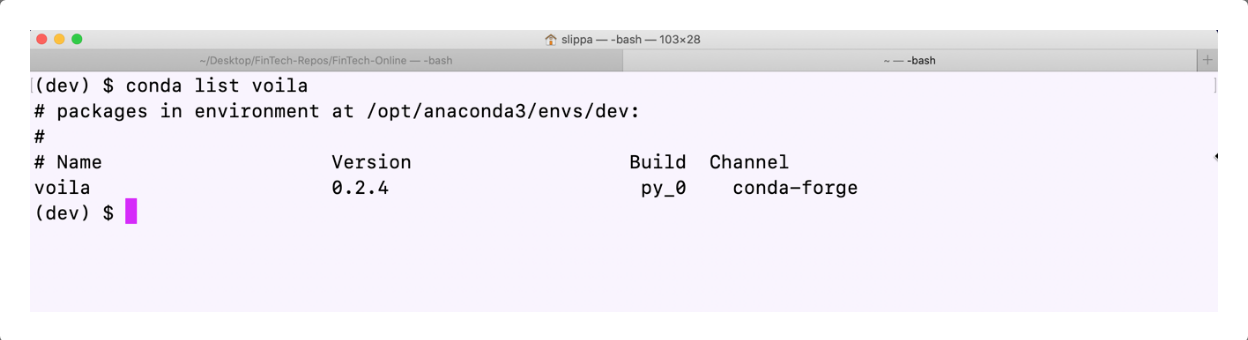 slippa — -bash — 103×28
~/Desktop/FinTech-Repos/FinTech-Online — -bash
~ — -bash
+
(dev) $ conda list voila
# packages in environment at /opt/anaconda3/envs/dev:
#
# Name                    Version                   Build  Channel
voila                     0.2.4                      py_0    conda-forge
(dev) $